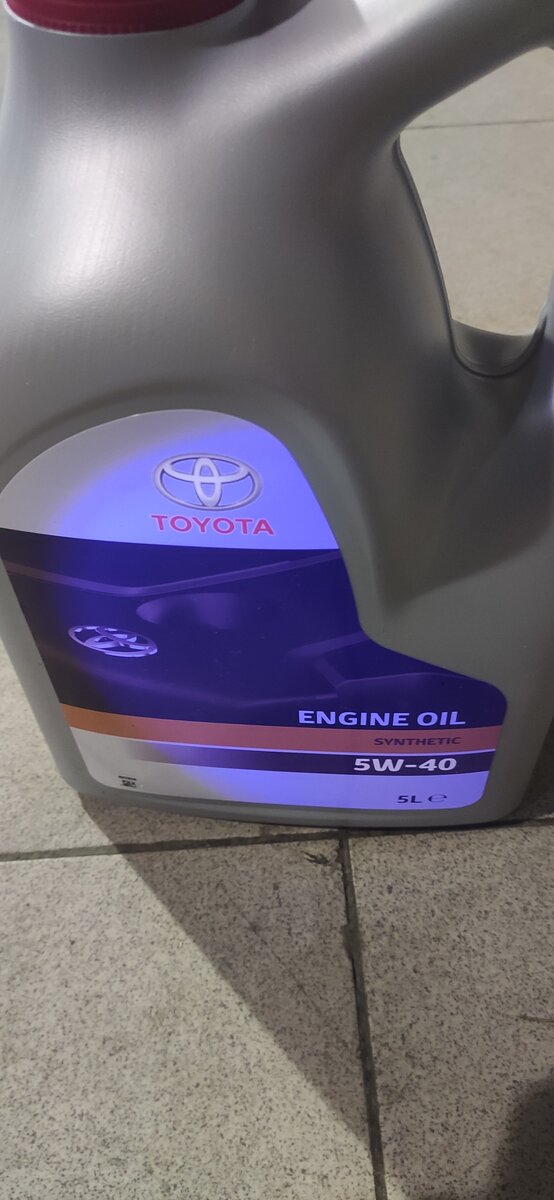 TOYOTA
ENGINE OIL
SYNTHETIC
5W-40
5L ℮